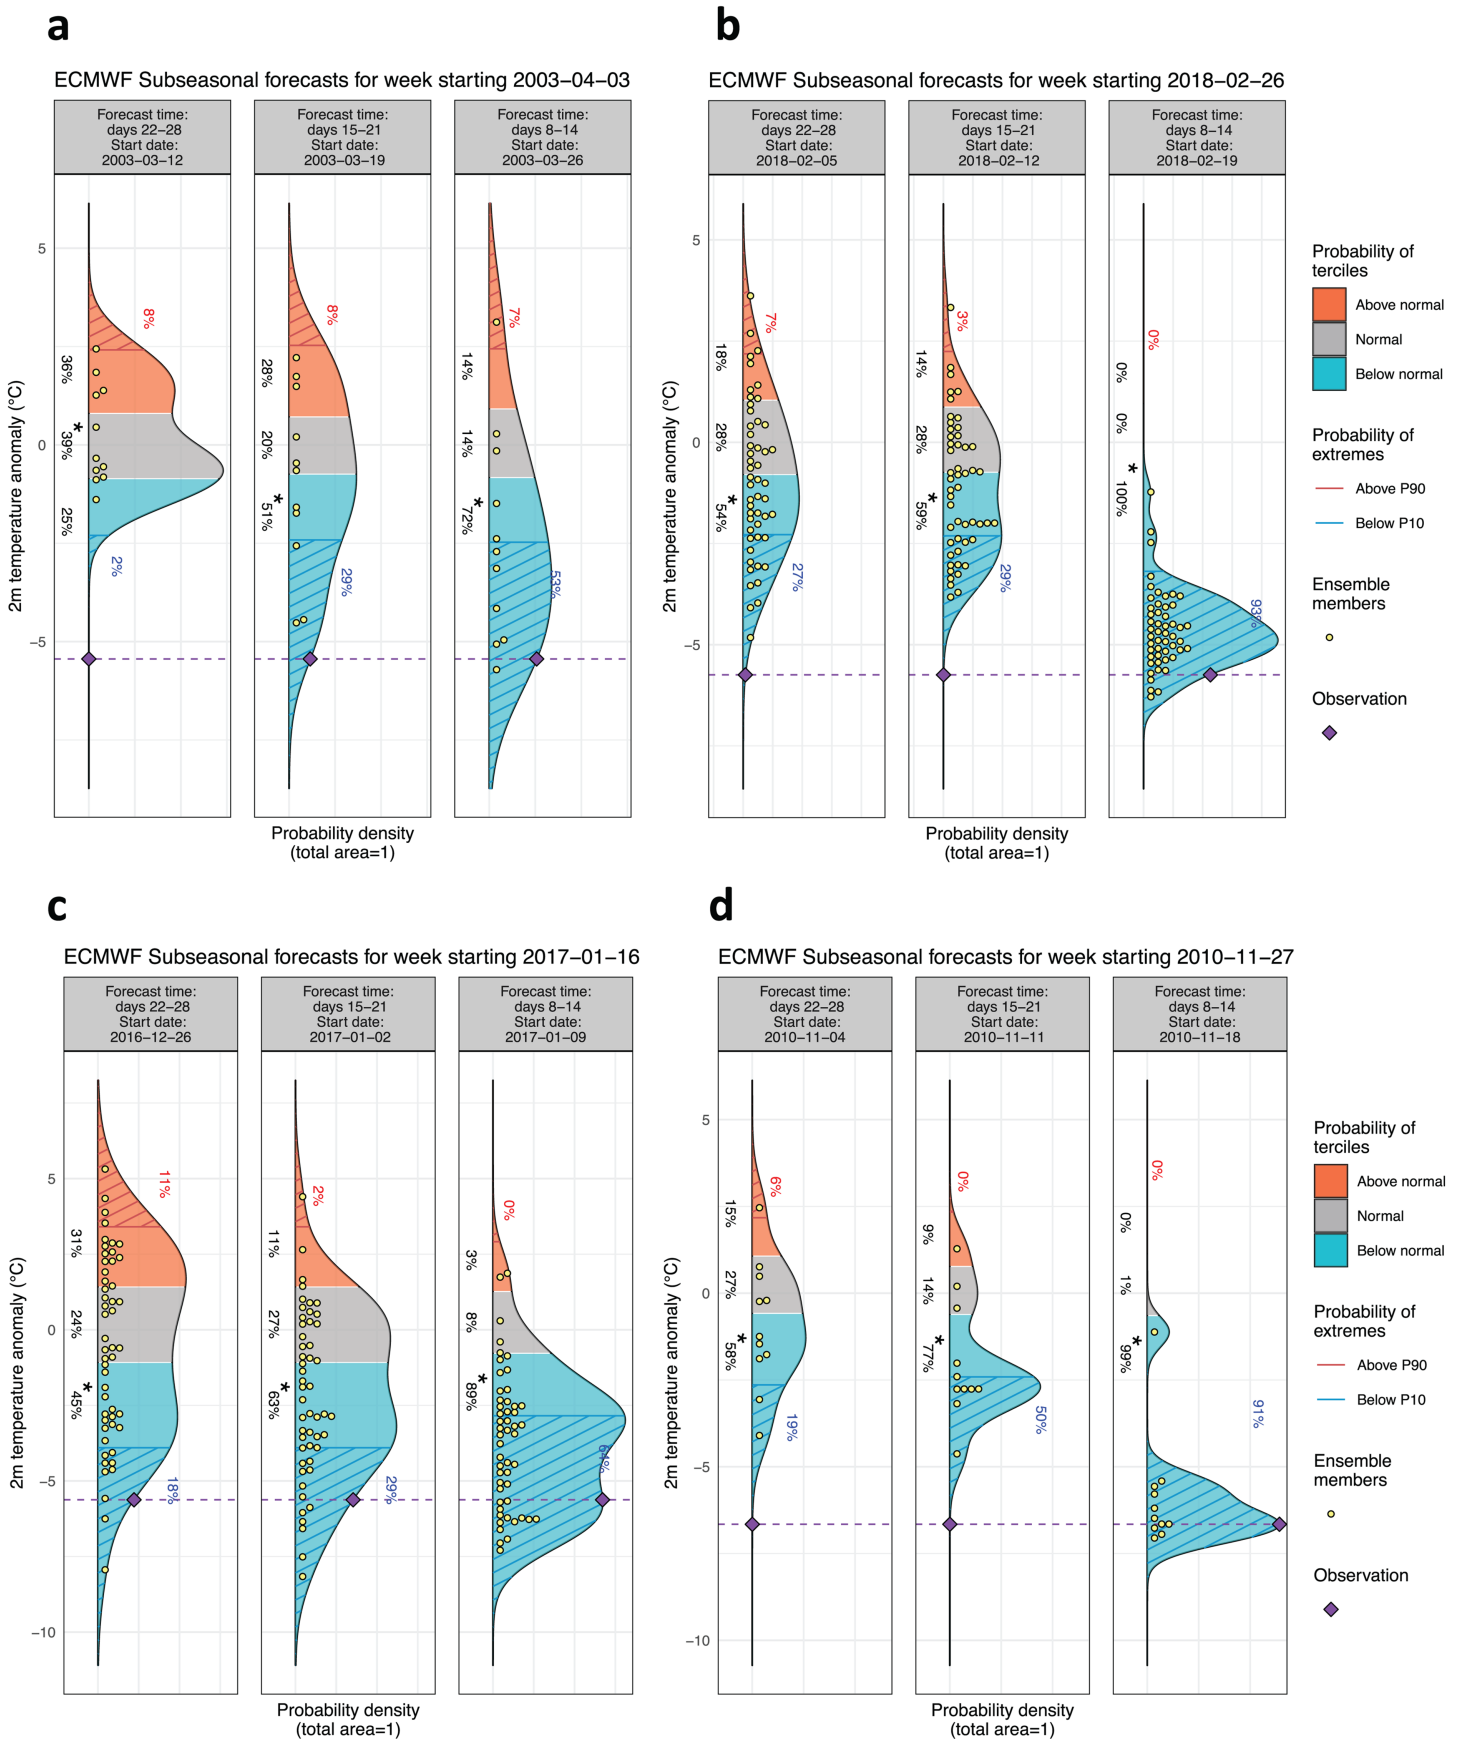 a
ECMWF Subseasonal forecasts for week starting 2003−04−03
Forecast time:
days 22−28
Start date:
2003−03−12
Forecast time:
days 15−21
Start date:
2003−03−19
Forecast time:
days 8−14
Start date:
2003−03−26
2m temperature anomaly (°C)
5
0
−5
8%
36%
*
39%
25%
2%
8%
28%
20%
*
51%
29%
7%
14%
14%
*
72%
53%
Probability density
(total area=1)
b
ECMWF Subseasonal forecasts for week starting 2018−02−26
Forecast time:
days 22−28
Start date:
2018−02−05
Forecast time:
days 15−21
Start date:
2018−02−12
Forecast time:
days 8−14
Start date:
2018−02−19
2m temperature anomaly (°C)
5
0
−5
7%
18%
28%
*
54%
27%
3%
14%
28%
*
59%
29%
0%
0%
0%
*
100%
93%
Probability density
(total area=1)
Probability of
terciles
Above normal
Normal
Below normal
Probability of
extremes
Above P90
Below P10
Ensemble
members
Observation
c
ECMWF Subseasonal forecasts for week starting 2017−01−16
Forecast time:
days 22−28
Start date:
2016−12−26
Forecast time:
days 15−21
Start date:
2017−01−02
Forecast time:
days 8−14
Start date:
2017−01−09
2m temperature anomaly (°C)
5
0
−5
−10
11%
31%
24%
*
45%
18%
2%
11%
27%
*
63%
29%
0%
3%
8%
*
89%
64%
Probability density
(total area=1)
d
ECMWF Subseasonal forecasts for week starting 2010−11−27
Forecast time:
days 22−28
Start date:
2010−11−04
Forecast time:
days 15−21
Start date:
2010−11−11
Forecast time:
days 8−14
Start date:
2010−11−18
2m temperature anomaly (°C)
5
0
−5
−10
6%
15%
27%
*
58%
19%
0%
9%
14%
*
77%
50%
0%
0%
1%
*
99%
91%
Probability density
(total area=1)
Probability of
terciles
Above normal
Normal
Below normal
Probability of
extremes
Above P90
Below P10
Ensemble
members
Observation